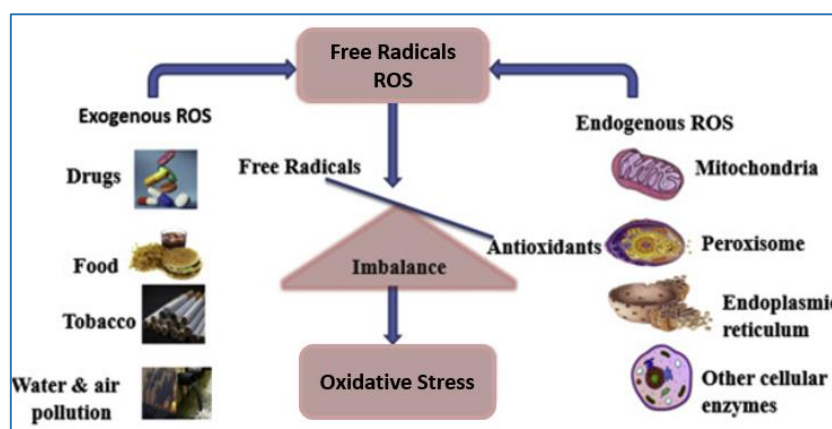 Free Radicals
ROS
Exogenous ROS
Drugs
Food
Tobacco
Water & air
pollution
Free Radicals
Antioxidants
Imbalance
Oxidative Stress
Endogenous ROS
Mitochondria
Peroxisome
Endoplasmic
reticulum
Other cellular
enzymes